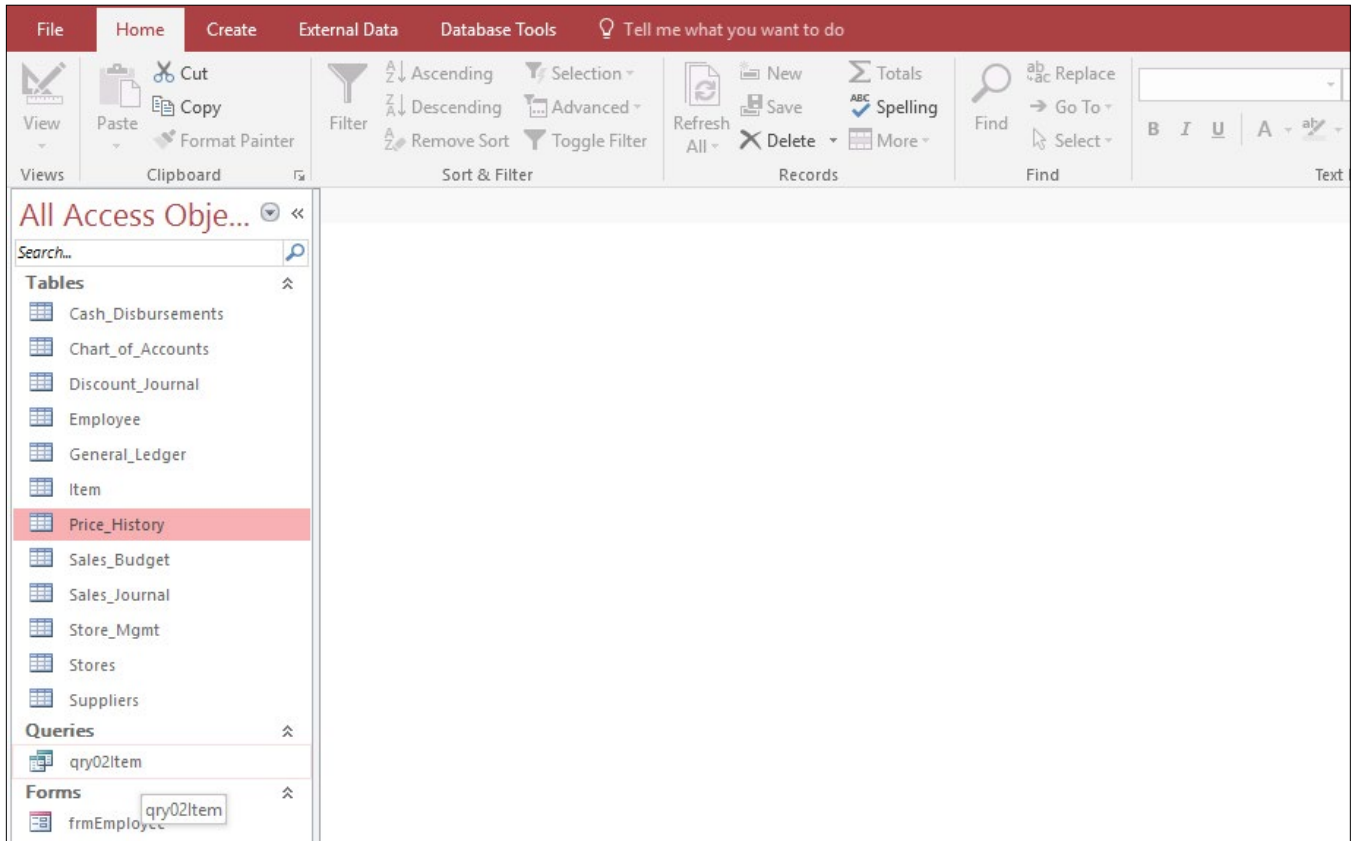 File Home Create External Data Database Tools Tell me what you want to do
View
Views
Paste
Cut
Copy
Format Painter
Clipboard
Filter
Ascending
Descending
Remove Sort
Selection
Advanced
Toggle Filter
Sort & Filter
Refresh
All
New
Save
Delete
Totals
Spelling
More
Records
Find
Replace
Go To
Select
Find
B I U A
Text
All Access Obje...
Search...
Tables
Cash_Disbursements
Chart_of_Accounts
Discount_Journal
Employee
General_Ledger
Item
Price_History
Sales_Budget
Sales_Journal
Store_Mgmt
Stores
Suppliers
Queries
qry02Item
Forms
qry02Item
frmEmployee